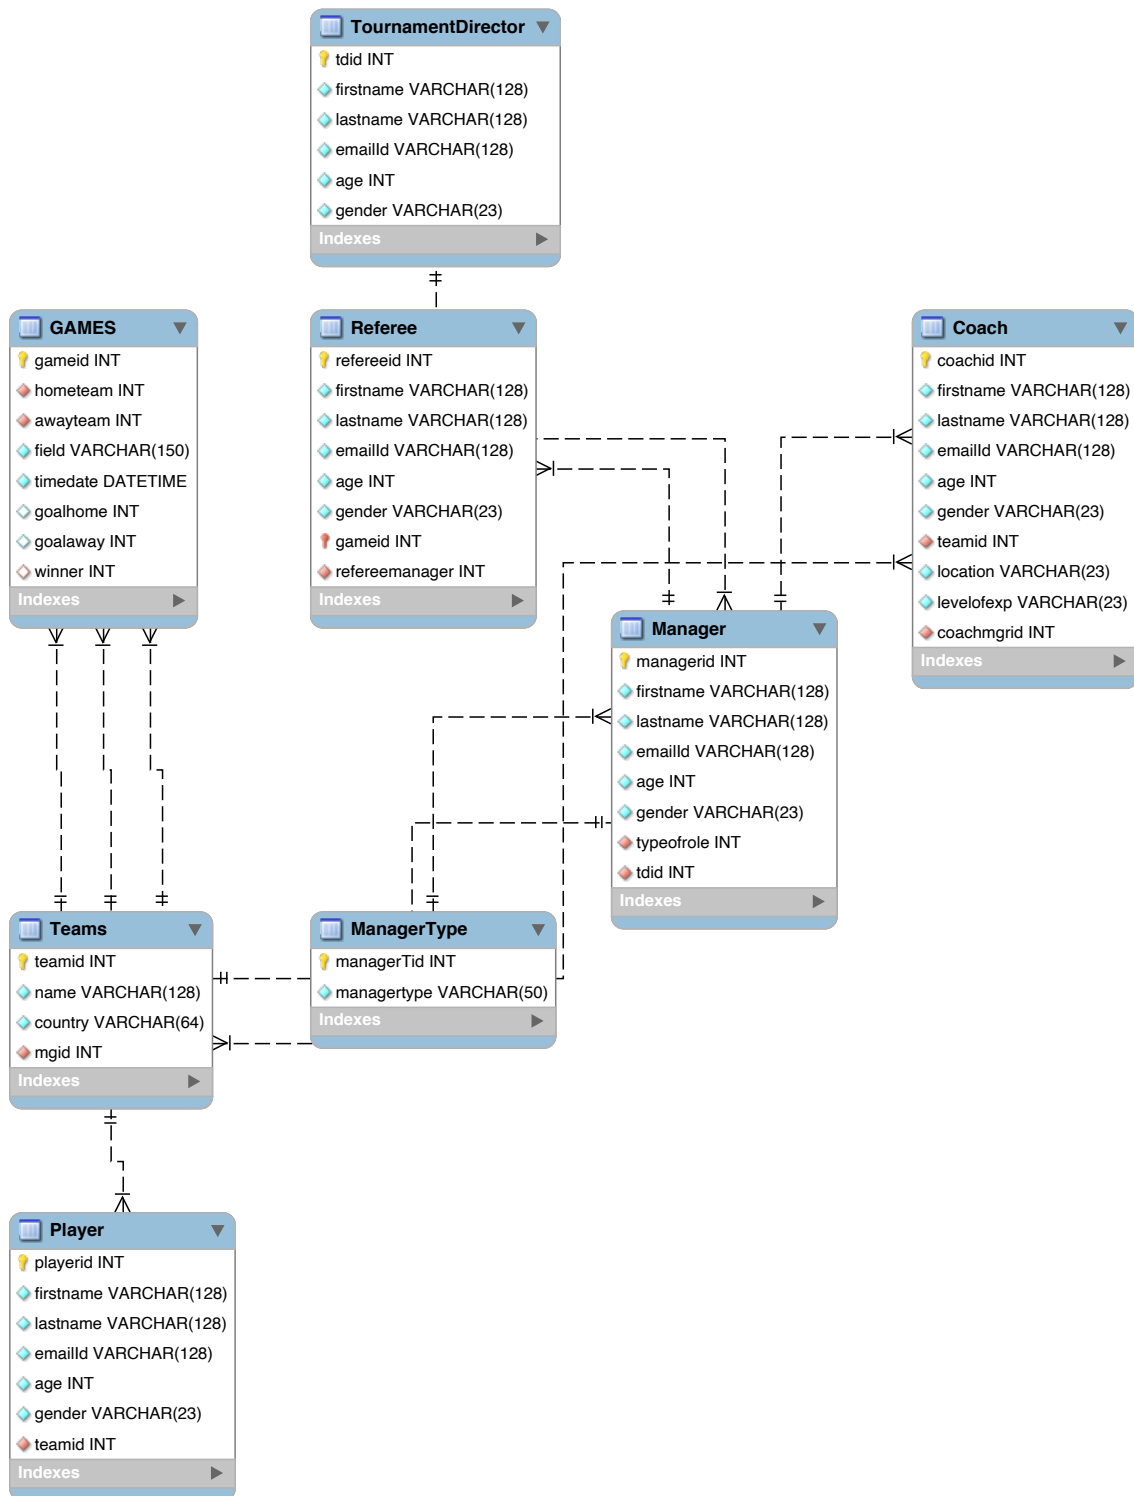 TournamentDirector
tdid INT
firstname VARCHAR(128)
lastname VARCHAR(128)
emailId VARCHAR(128)
age INT
gender VARCHAR(23)
Indexes
GAMES
gameid INT
hometeam INT
awayteam INT
field VARCHAR(150)
timedate DATETIME
goalhome INT
goalaway INT
winner INT
Indexes
Referee
refereeid INT
firstname VARCHAR(128)
lastname VARCHAR(128)
emailId VARCHAR(128)
age INT
gender VARCHAR(23)
gameid INT
refereemanager INT
Indexes
Coach
coachid INT
firstname VARCHAR(128)
lastname VARCHAR(128)
emailId VARCHAR(128)
age INT
gender VARCHAR(23)
teamid INT
location VARCHAR(23)
levelofexp VARCHAR(23)
coachmgrid INT
Indexes
Manager
managerid INT
firstname VARCHAR(128)
lastname VARCHAR(128)
emailId VARCHAR(128)
age INT
gender VARCHAR(23)
typeofrole INT
tdid INT
Indexes
Teams
teamid INT
name VARCHAR(128)
country VARCHAR(64)
mgid INT
Indexes
ManagerType
managerTid INT
managertype VARCHAR(50)
Indexes
Player
playerid INT
firstname VARCHAR(128)
lastname VARCHAR(128)
emailId VARCHAR(128)
age INT
gender VARCHAR(23)
teamid INT
Indexes